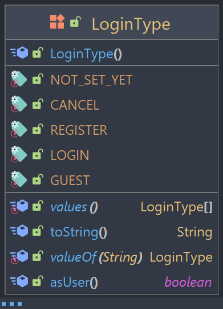 LoginType
LoginType()
NOT_SET_YET
CANCEL
REGISTER
LOGIN
GUEST
values () LoginType[]
toString() String
valueOf (String) LoginType
asUser() boolean